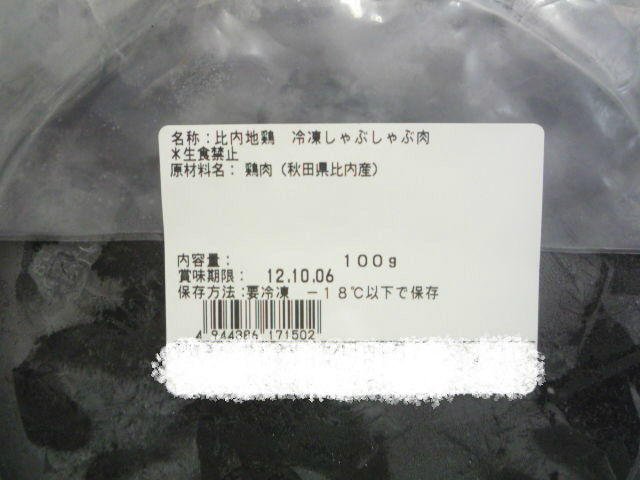 名称：比内地鶏　冷凍しゃぶしゃぶ肉
＊生食禁止
原材料名： 鶏肉（秋田県比内産）
内容量：　　　　　100g
賞味期限： 12.10.06
保存方法：要冷凍　－18℃以下で保存
4 944386 171502